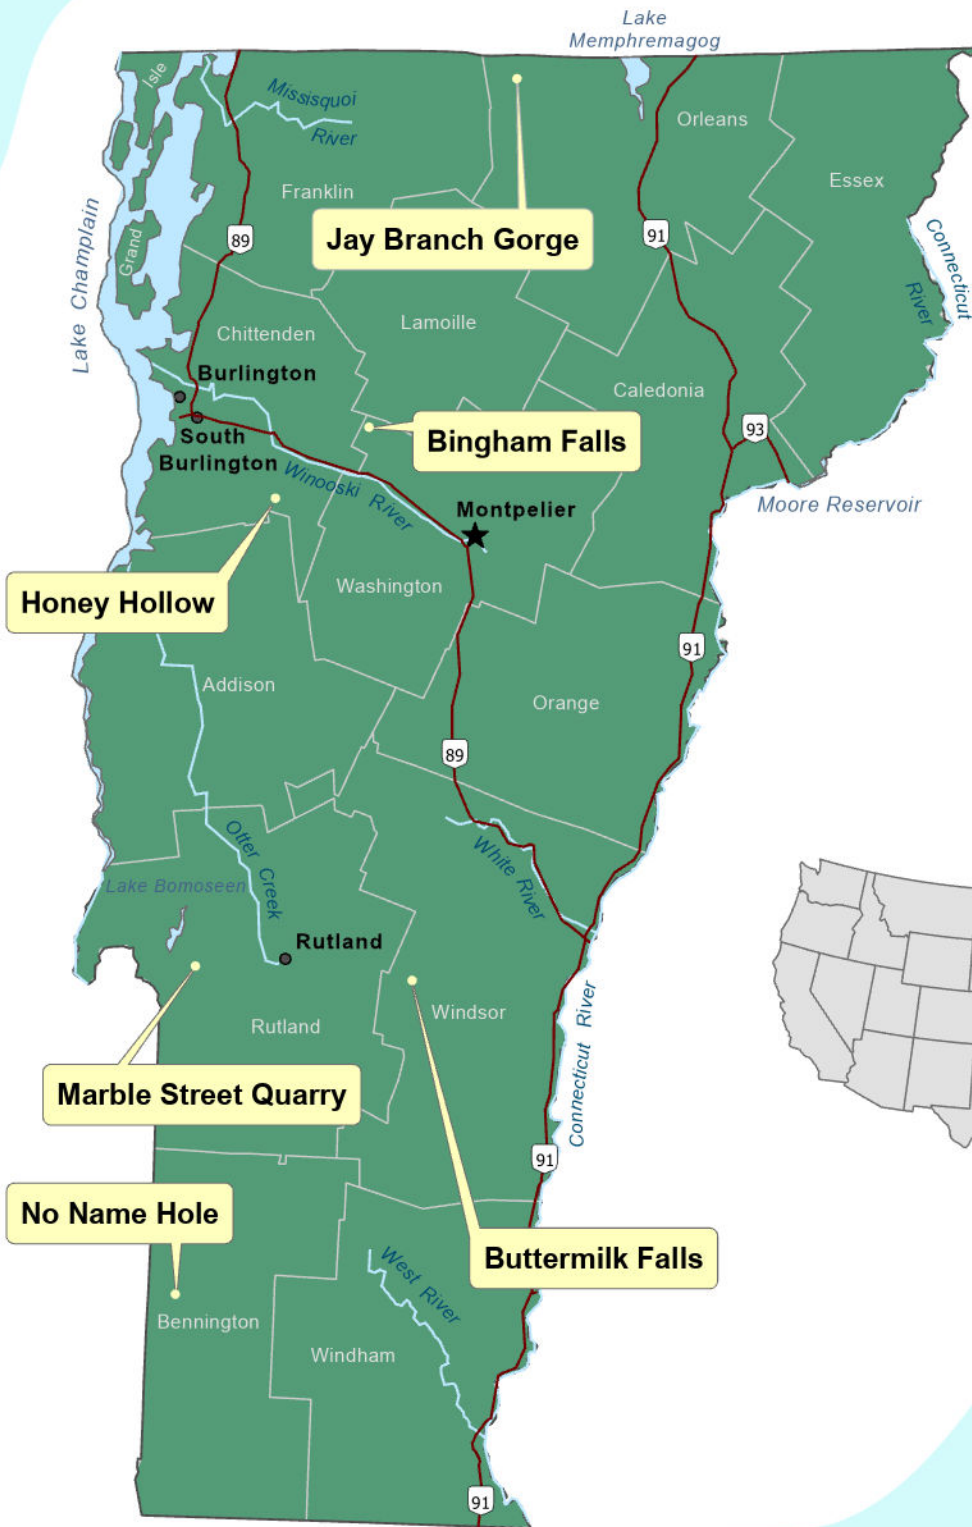 Lake
Memphremagog
Isle
Missisquoi
River
Orleans
Essex
Franklin
Lake Champlain
Grand
89
Jay Branch Gorge
91
Connecticut
River
Chittenden
Lamoille
Burlington
Caledonia
South
Burlington
Bingham Falls
93
Winooski River
Montpelier
Moore Reservoir
Honey Hollow
Washington
91
Addison
Orange
89
Otter Creek
White River
Lake Bomoseen
Rutland
Rutland
Windsor
Connecticut River
Marble Street Quarry
91
No Name Hole
Buttermilk Falls
West River
Bennington
Windham
91